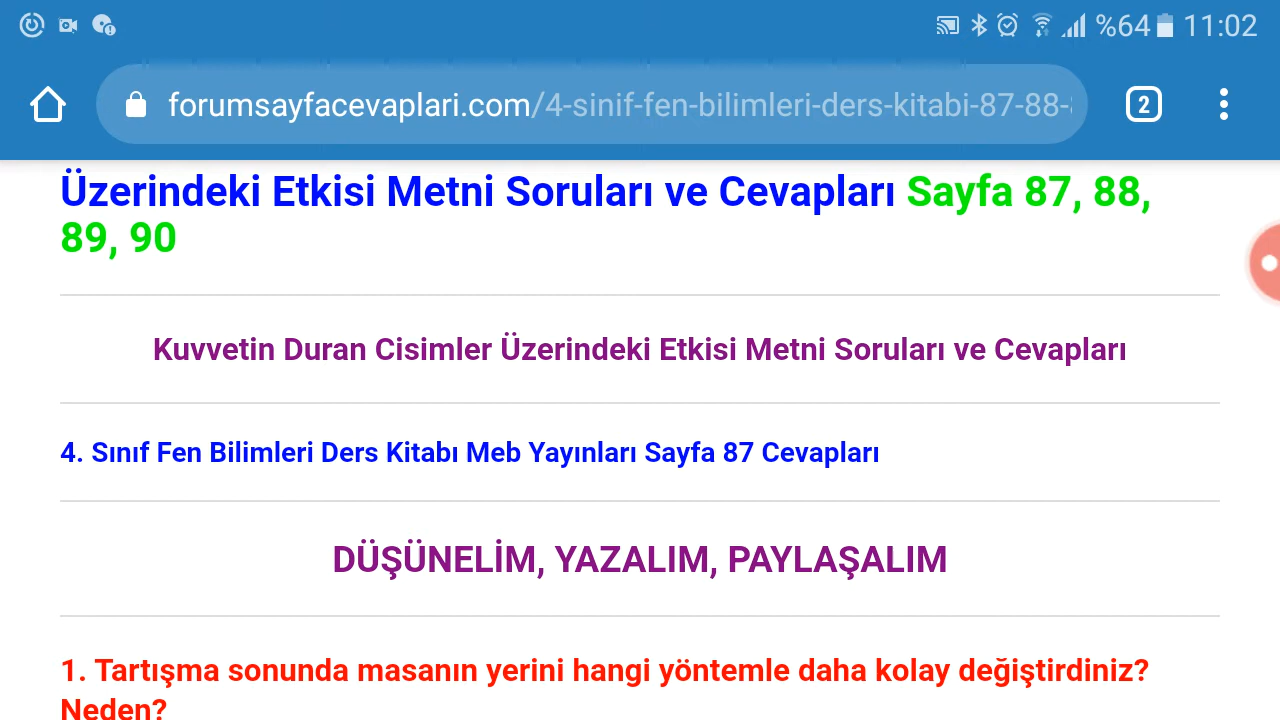 %64 11:02
forumsayfacevaplari.com/4-sinif-fen-bilimleri-ders-kitabi-87-88-
2
Üzerindeki Etkisi Metni Soruları ve Cevapları Sayfa 87, 88,
89, 90
Kuvvetin Duran Cisimler Üzerindeki Etkisi Metni Soruları ve Cevapları
4. Sınıf Fen Bilimleri Ders Kitabı Meb Yayınları Sayfa 87 Cevapları
DÜŞÜNELİM, YAZALIM, PAYLAŞALIM
1. Tartışma sonunda masanın yerini hangi yöntemle daha kolay değiştirdiniz?
Neden?